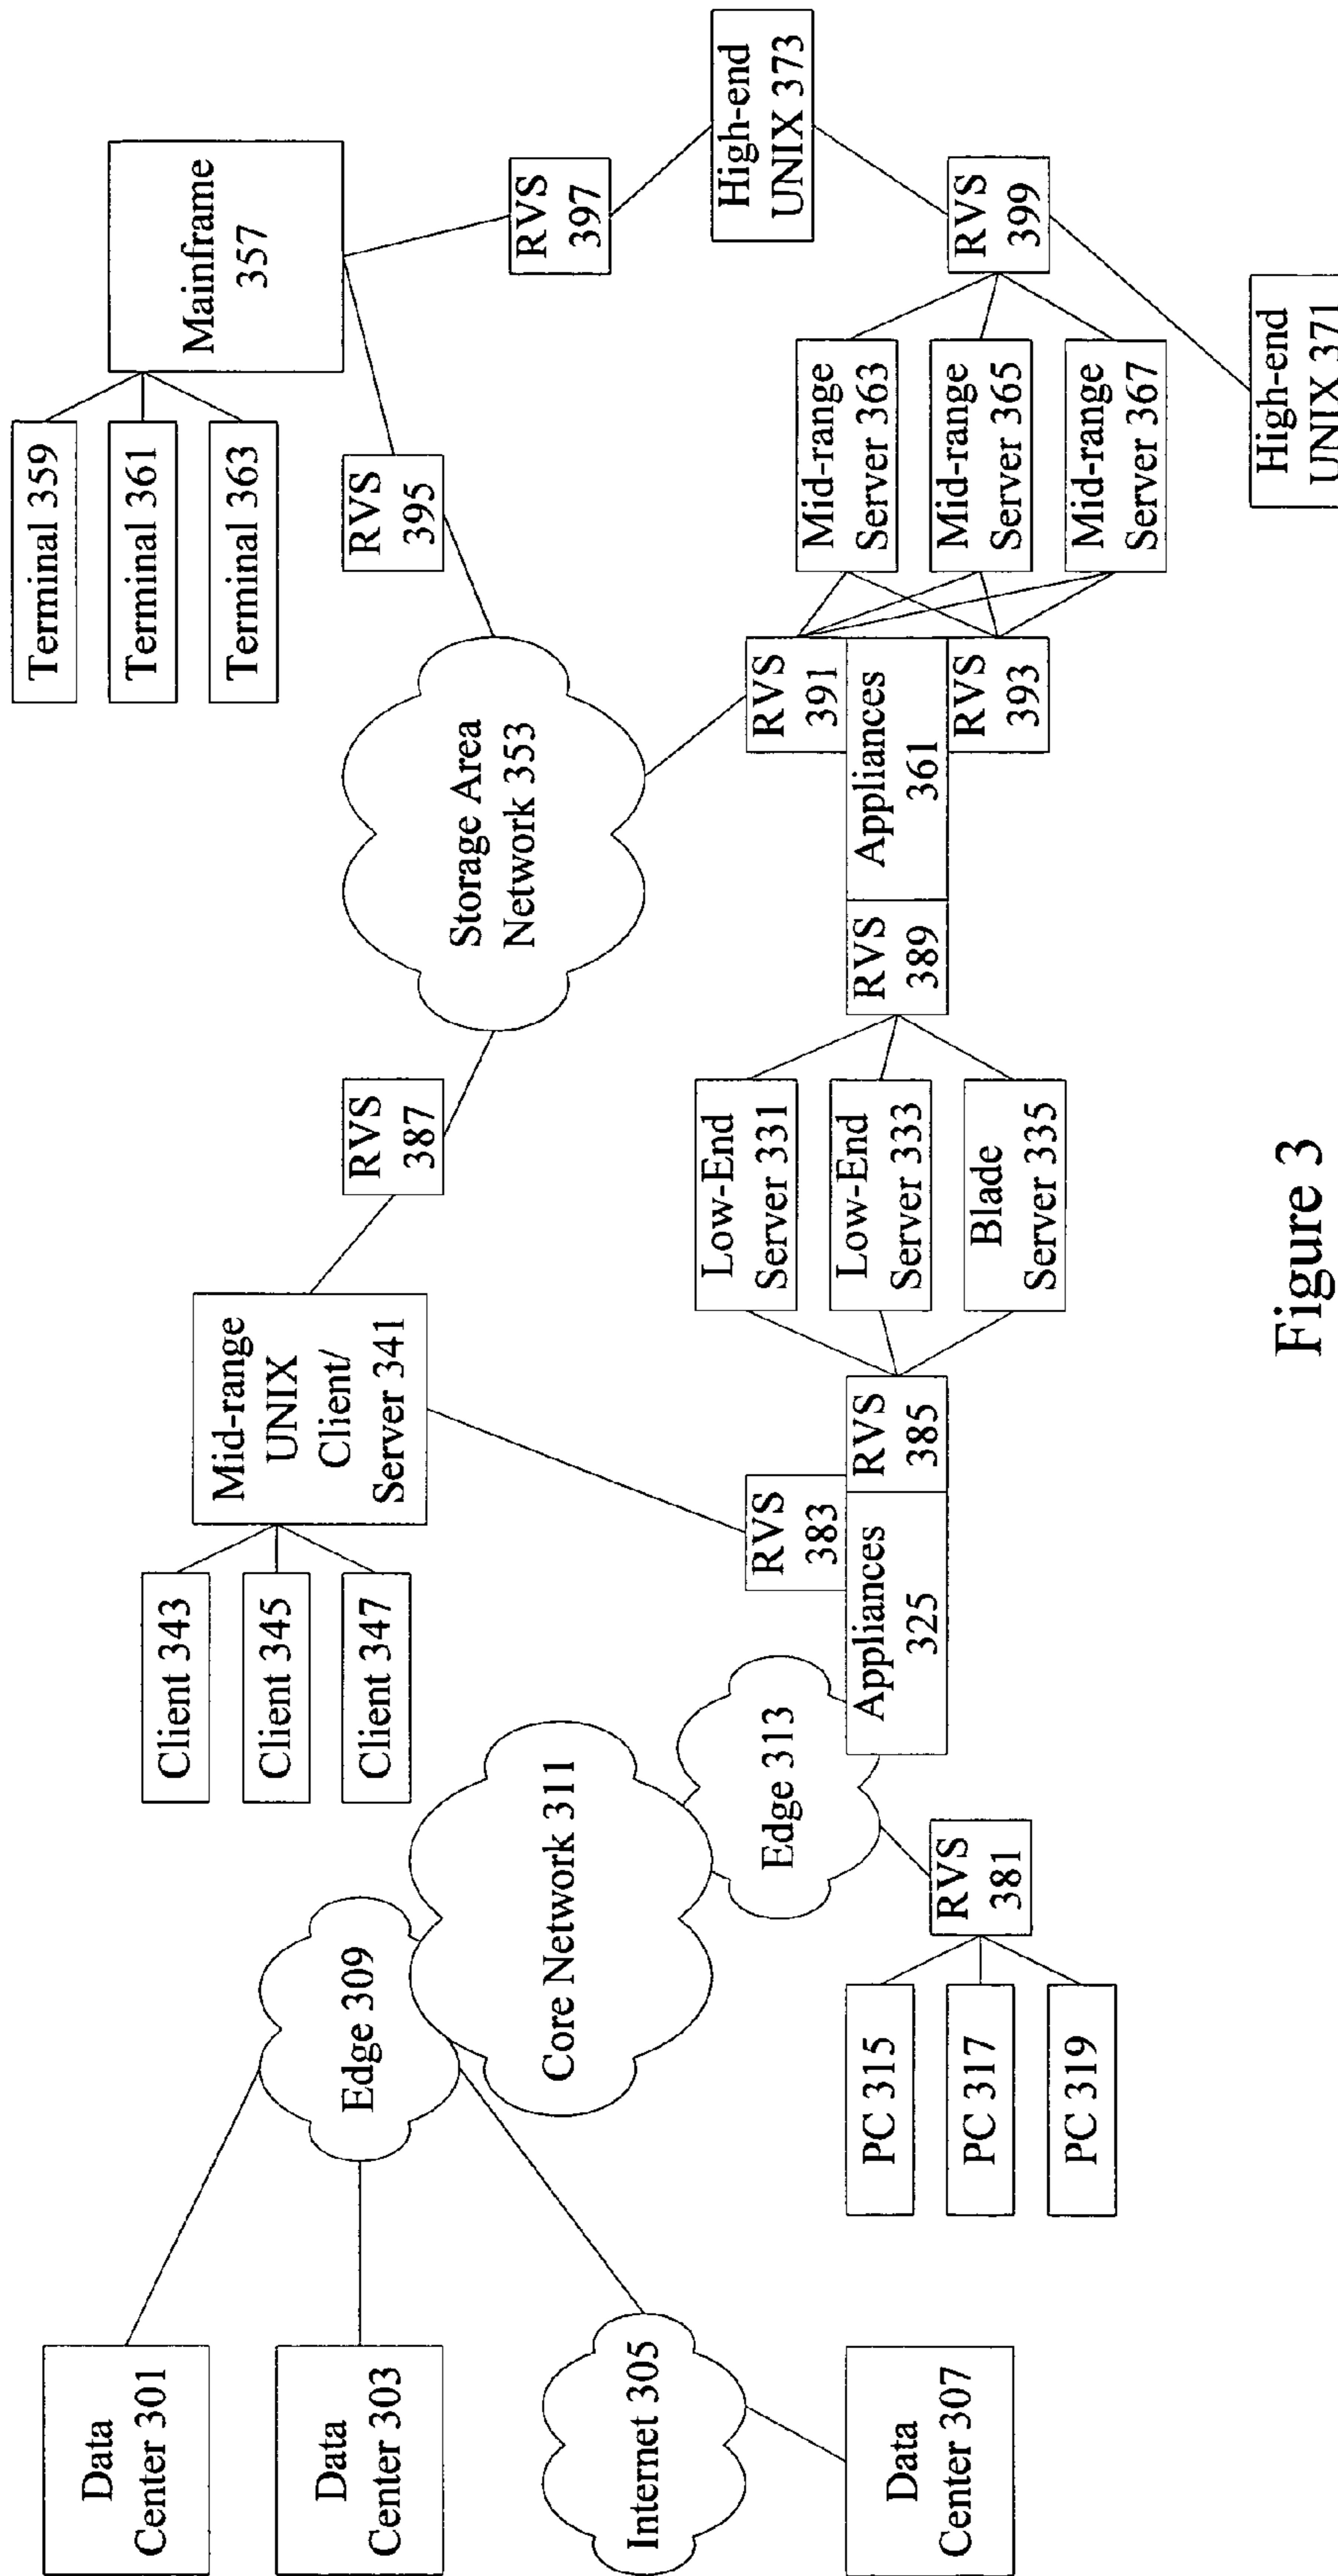 Data
Center 301
Data
Center 303
Internet 305
Data
Center 307
Edge 309
Core Network 311
Edge 313
PC 315
PC 317
PC 319
RVS
381
Client 343
Client 345
Client 347
Mid-range
UNIX
Client/
Server 341
RVS
383
Appliances
325
RVS
385
RVS
387
Low-End
Server 331
Low-End
Server 333
Blade
Server 335
Storage Area
Network 353
RVS
389
Appliances
361
RVS
391
RVS
393
Terminal 359
Terminal 361
Terminal 363
Mainframe
357
RVS
395
RVS
397
Mid-range
Server 363
Mid-range
Server 365
Mid-range
Server 367
High-end
UNIX 373
RVS
399
High-end
UNIX 371
Figure 3